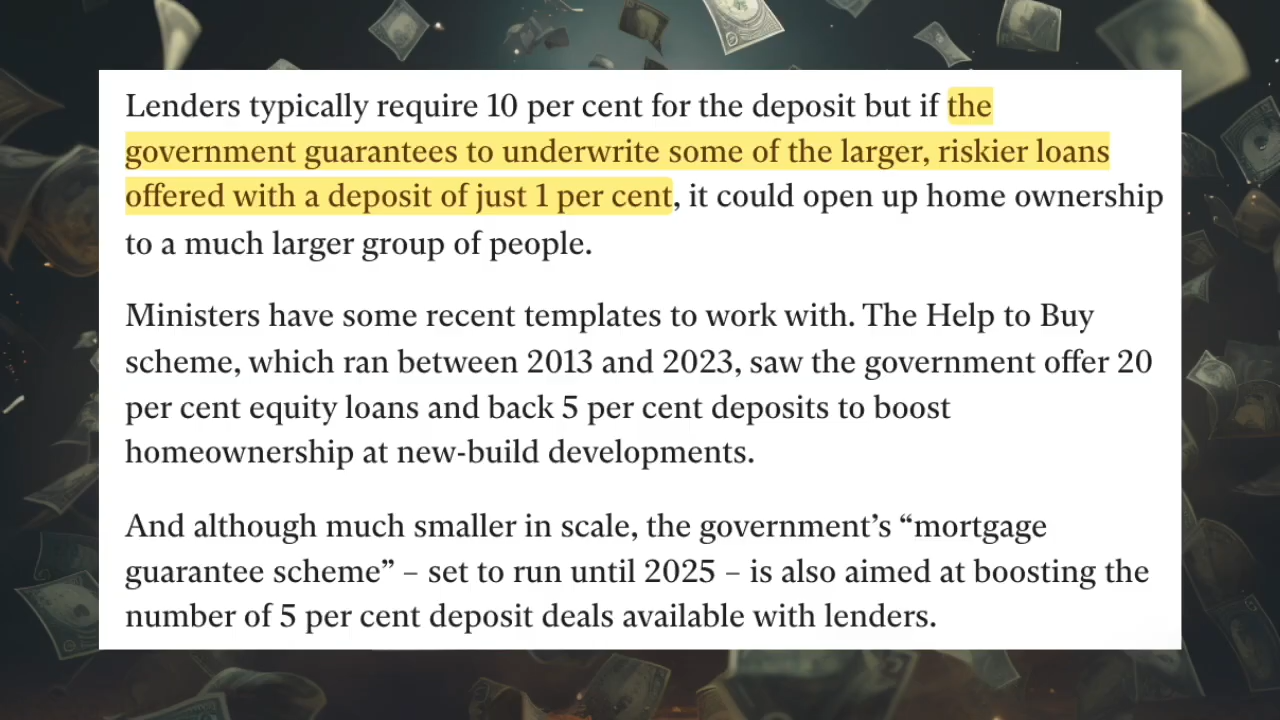 Lenders typically require 10 per cent for the deposit but if the
government guarantees to underwrite some of the larger, riskier loans
offered with a deposit of just 1 per cent, it could open up home ownership
to a much larger group of people.
Ministers have some recent templates to work with. The Help to Buy
scheme, which ran between 2013 and 2023, saw the government offer 20
per cent equity loans and back 5 per cent deposits to boost
homeownership at new-build developments.
And although much smaller in scale, the government’s “mortgage
guarantee scheme” – set to run until 2025 – is also aimed at boosting the
number of 5 per cent deposit deals available with lenders.